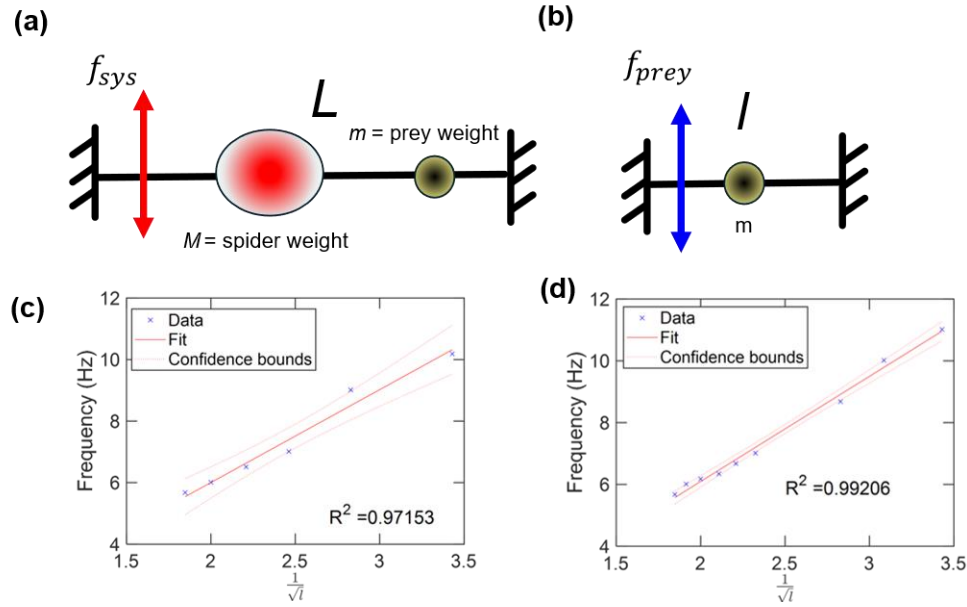 (a)
f_sys
L
m = prey weight
M = spider weight
(b)
f_prey
l
m
(c)
12
10
8
6
4
Frequency (Hz)
Data
Fit
Confidence bounds
R² =0.97153
1.5 2 2.5 3 3.5
1/√l
(d)
12
10
8
6
4
Frequency (Hz)
Data
Fit
Confidence bounds
R² =0.99206
1.5 2 2.5 3 3.5
1/√l